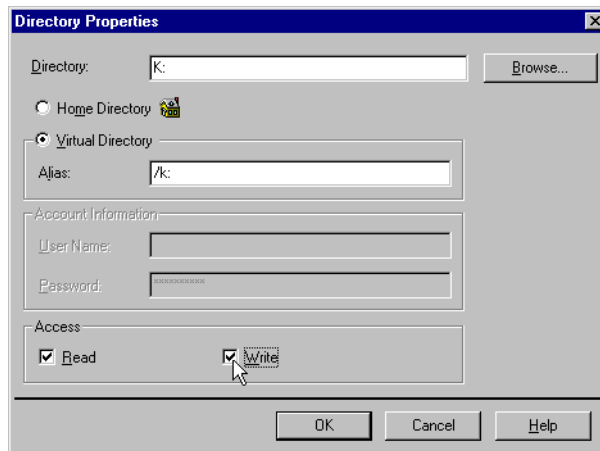 Directory Properties
Directory: K: Browse...
Home Directory
Virtual Directory
Alias: /k:
Account Information
User Name:
Password: **********
Access
Read Write
OK Cancel Help